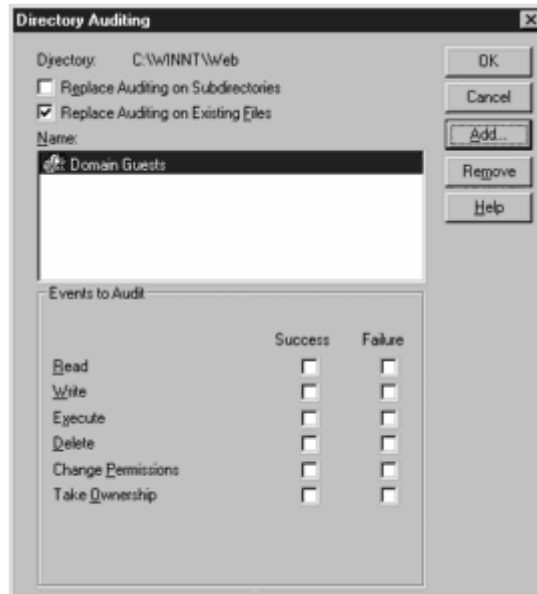 Directory Auditing
Directory: C:\WINNT\Web
Replace Auditing on Subdirectories
Replace Auditing on Existing Files
Name:
Domain Guests
OK
Cancel
Add...
Remove
Help
Events to Audit
Success Failure
Read
Write
Execute
Delete
Change Permissions
Take Ownership